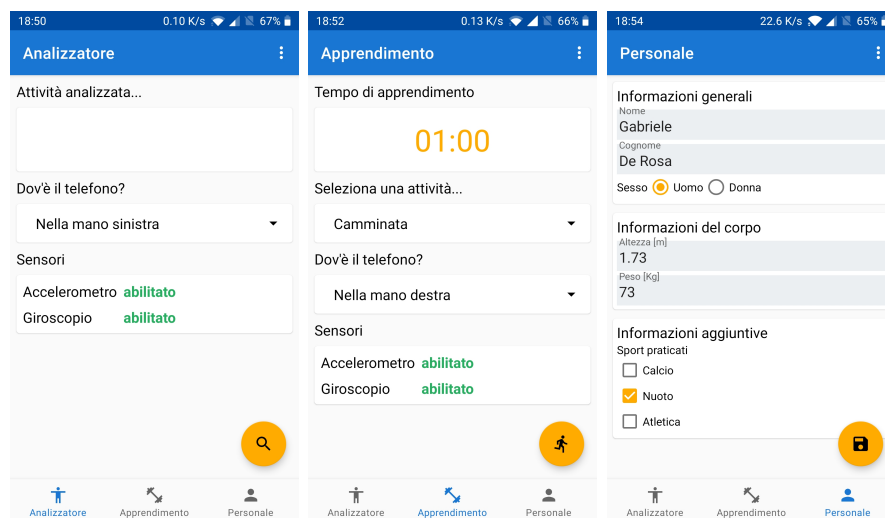 18:50 0.10 K/s 67%
Analizzatore
Attività analizzata...
Dov'è il telefono?
Nella mano sinistra
Sensori
Accelerometro abilitato
Giroscopio abilitato
Analizzatore Apprendimento Personale
18:52 0.13 K/s 66%
Apprendimento
Tempo di apprendimento
01:00
Seleziona una attività...
Camminata
Dov'è il telefono?
Nella mano destra
Sensori
Accelerometro abilitato
Giroscopio abilitato
Analizzatore Apprendimento Personale
18:54 22.6 K/s 65%
Personale
Informazioni generali
Nome
Gabriele
Cognome
De Rosa
Sesso Uomo Donna
Informazioni del corpo
Altezza [m]
1.73
Peso [Kg]
73
Informazioni aggiuntive
Sport praticati
Calcio
Nuoto
Atletica
Analizzatore Apprendimento Personale